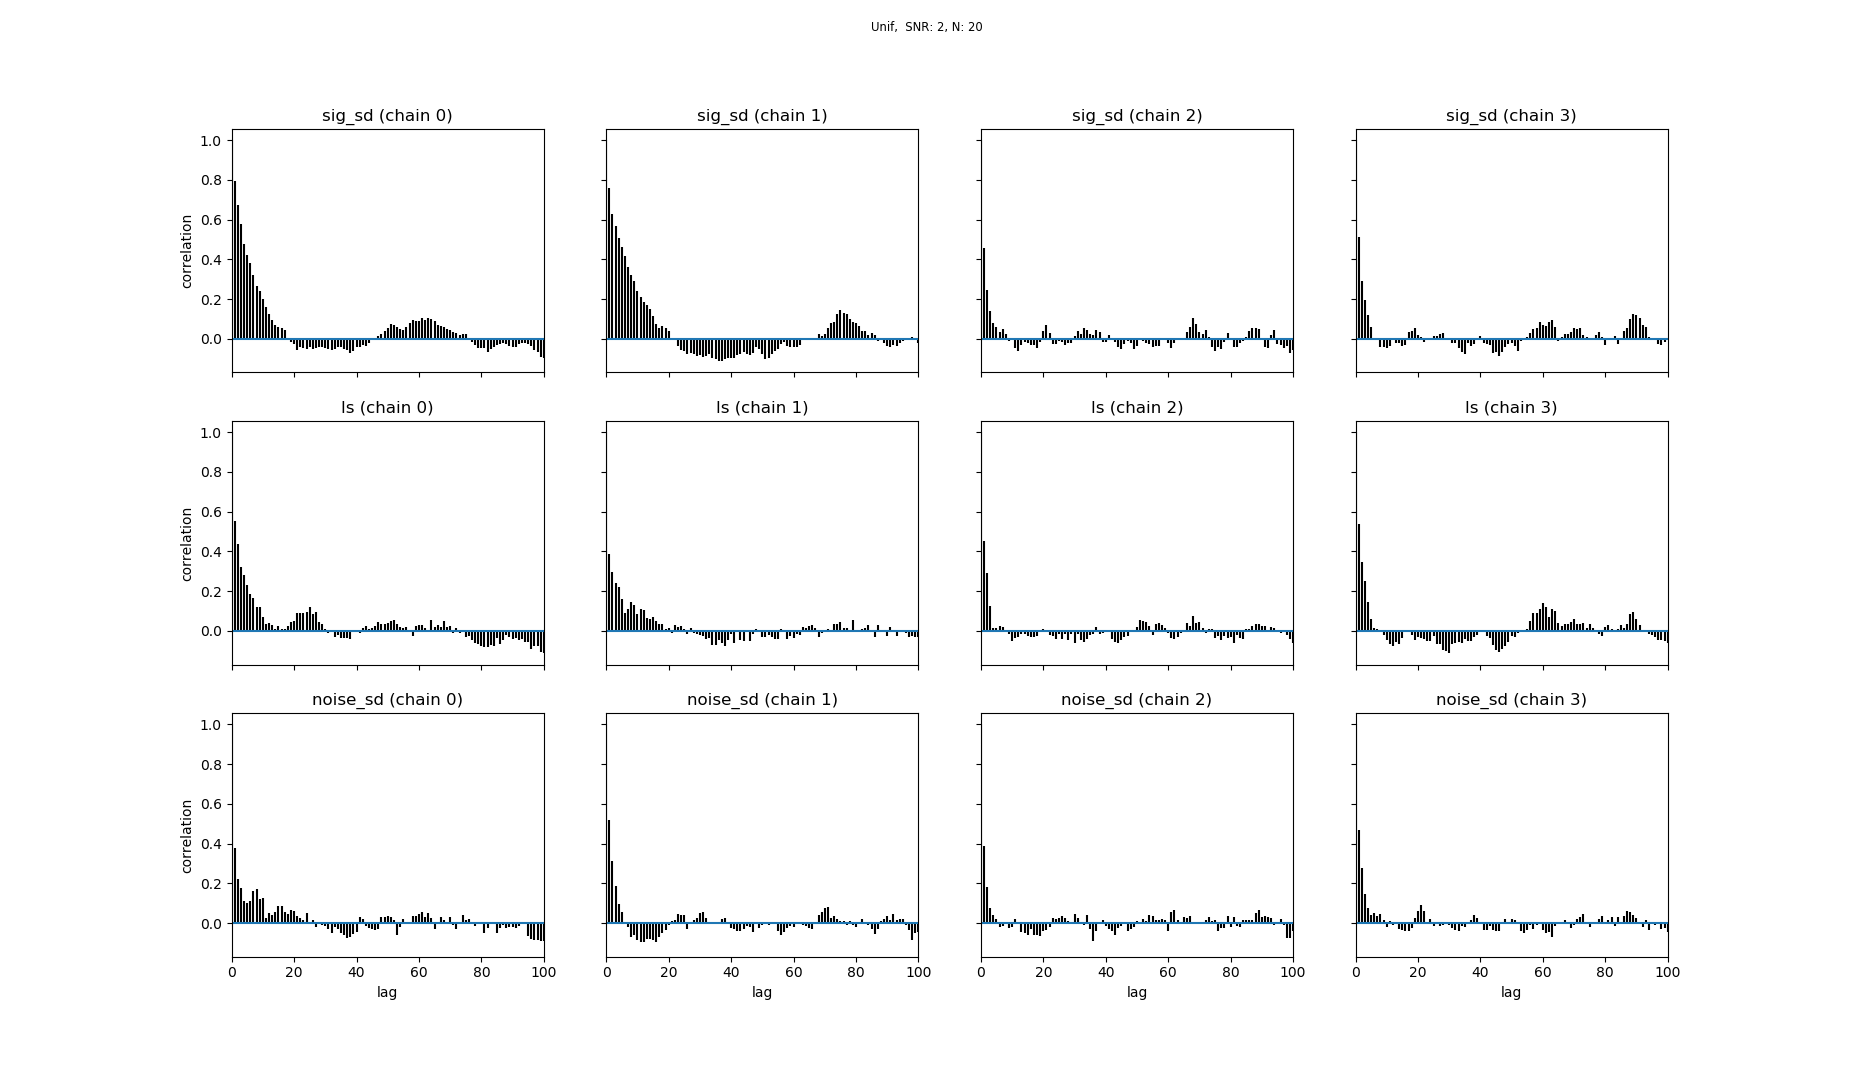 Unif,  SNR: 2, N: 20
sig_sd (chain 0)
sig_sd (chain 1)
sig_sd (chain 2)
sig_sd (chain 3)
correlation
1.0
0.8
0.6
0.4
0.2
0.0
ls (chain 0)
ls (chain 1)
ls (chain 2)
ls (chain 3)
correlation
1.0
0.8
0.6
0.4
0.2
0.0
noise_sd (chain 0)
noise_sd (chain 1)
noise_sd (chain 2)
noise_sd (chain 3)
correlation
1.0
0.8
0.6
0.4
0.2
0.0
0 20 40 60 80 100
0 20 40 60 80 100
0 20 40 60 80 100
0 20 40 60 80 100
lag
lag
lag
lag